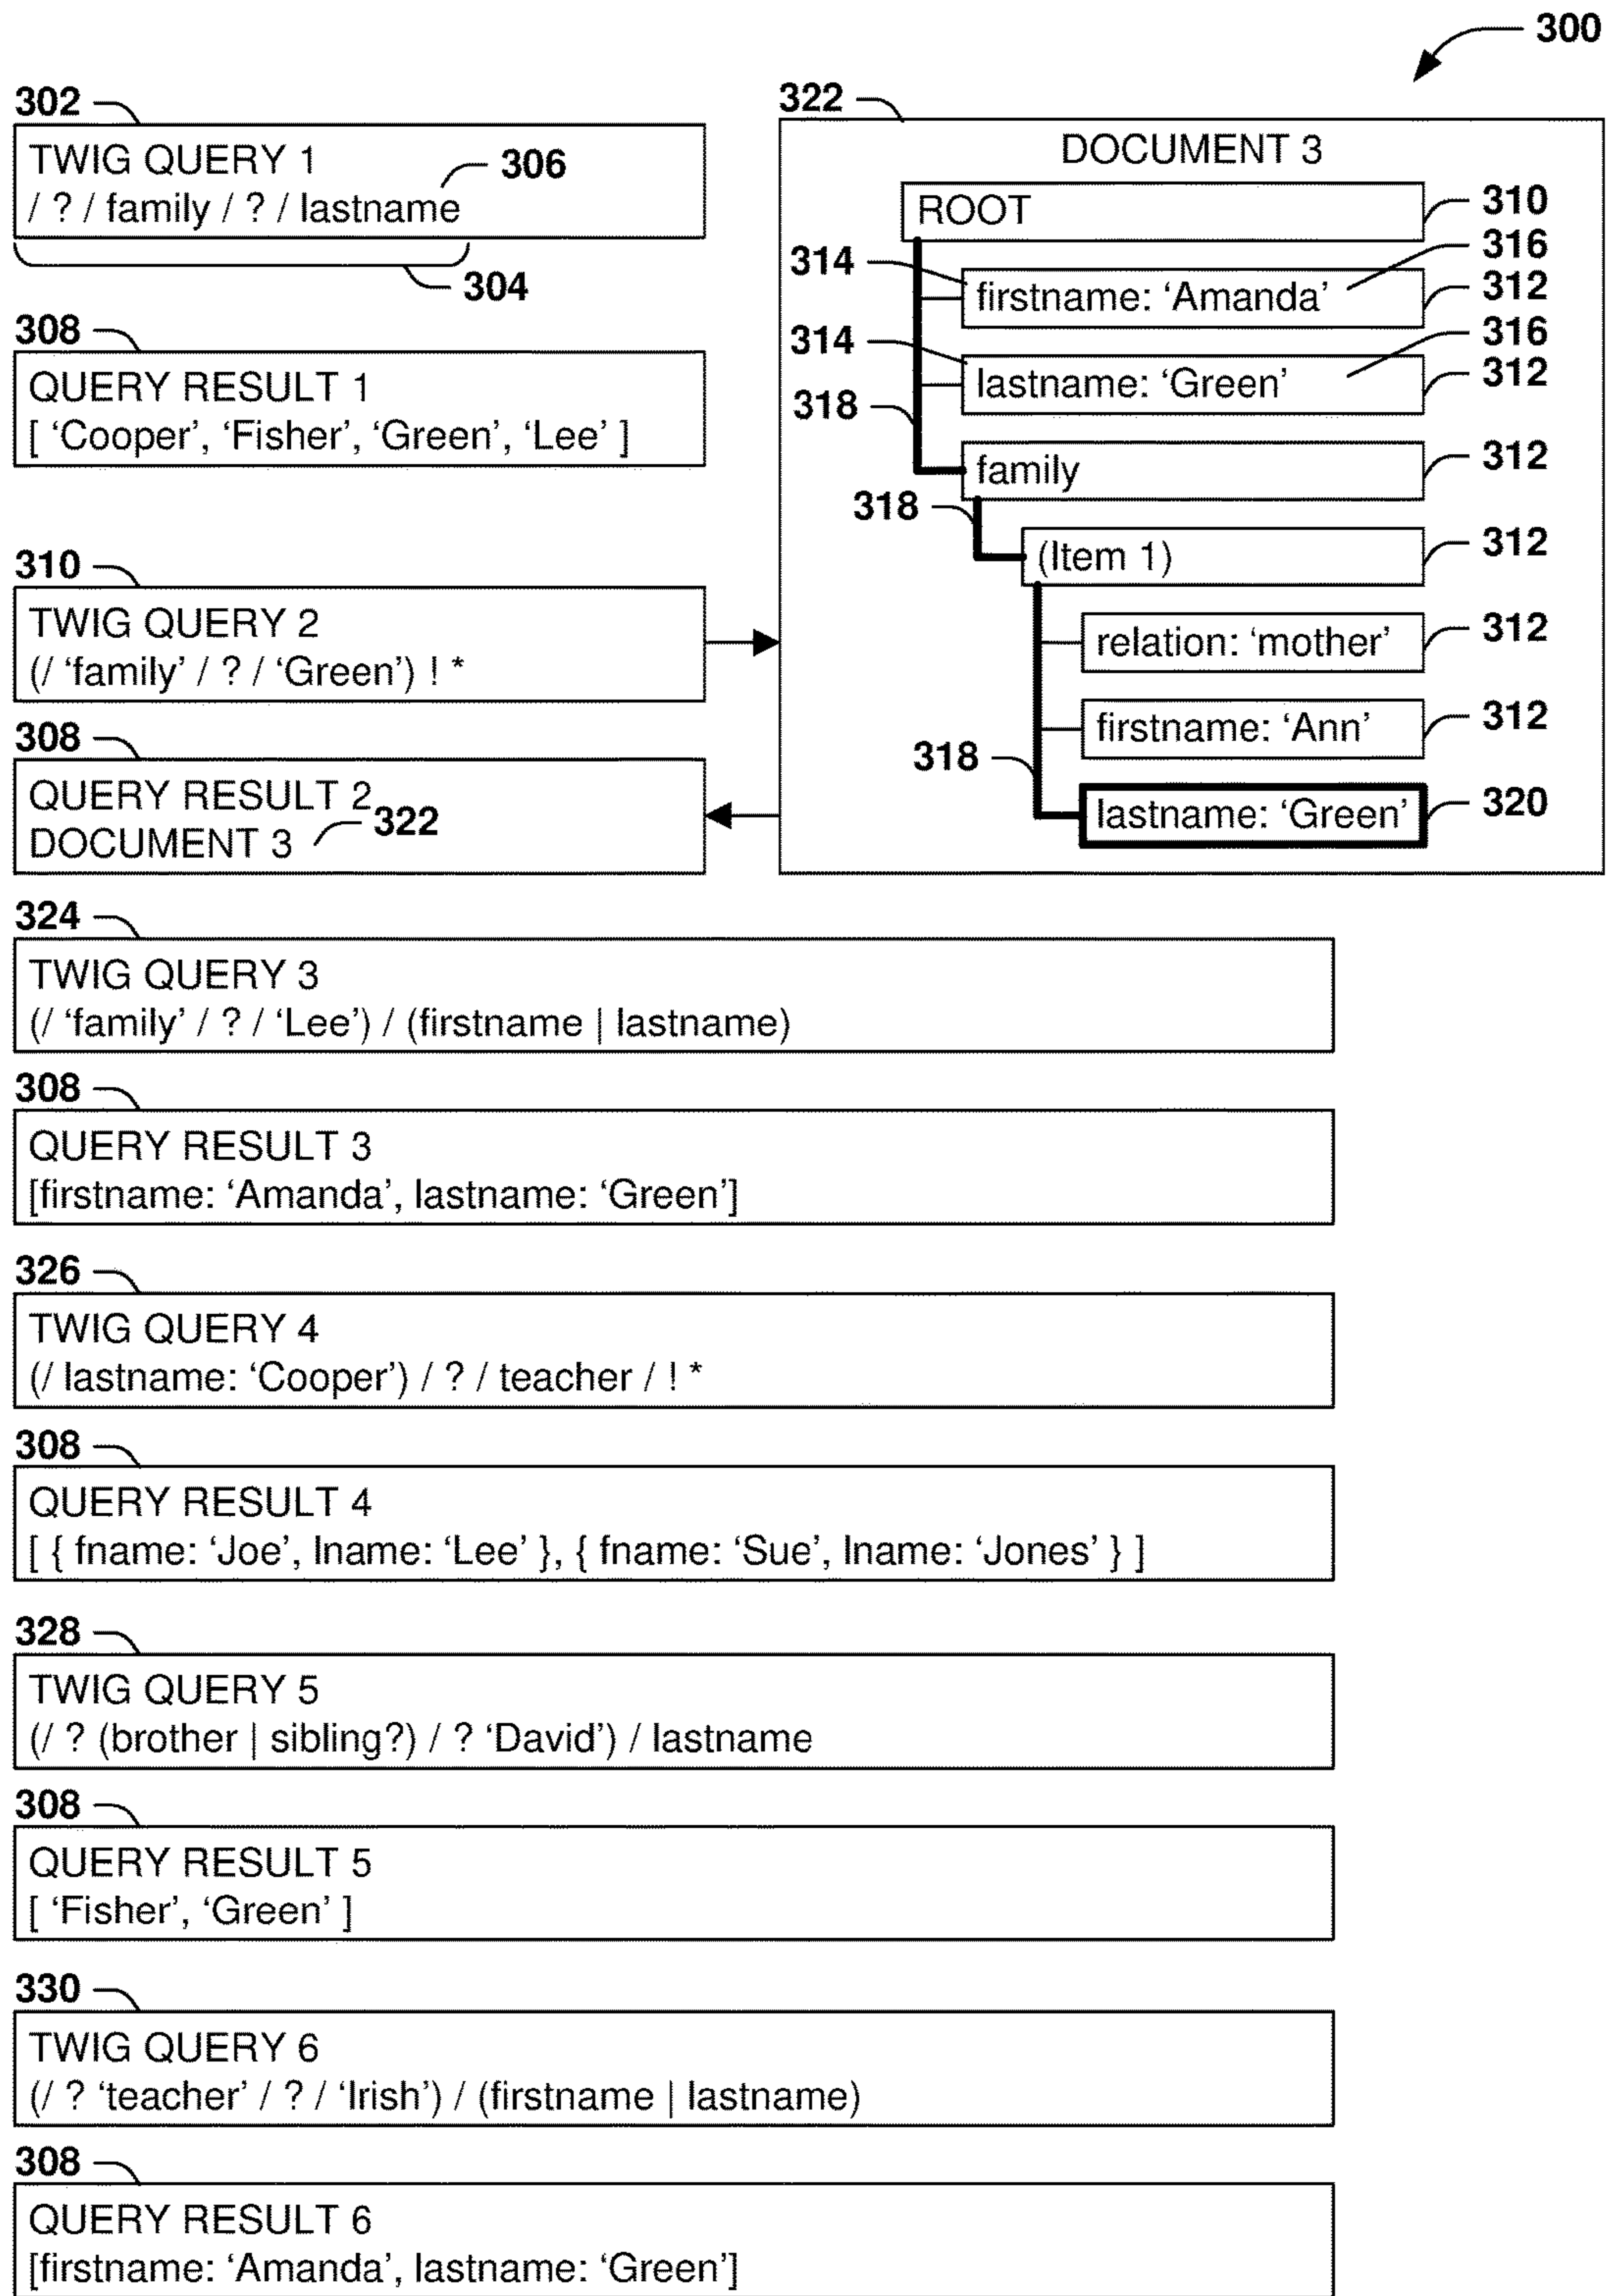 300
302
TWIG QUERY 1
/ ? / family / ? / lastname
306
304
308
QUERY RESULT 1
[ ‘Cooper’, ‘Fisher’, ‘Green’, ‘Lee’ ]
310
TWIG QUERY 2
(/ ‘family’ / ? / ‘Green’) ! *
308
QUERY RESULT 2
DOCUMENT 3
322
322
DOCUMENT 3
ROOT
310
314
firstname: ‘Amanda’
316
312
314
lastname: ‘Green’
316
312
318
family
312
318
(Item 1)
312
relation: ‘mother’
312
firstname: ‘Ann’
312
318
lastname: ‘Green’
320
324
TWIG QUERY 3
(/ ‘family’ / ? / ‘Lee’) / (firstname | lastname)
308
QUERY RESULT 3
[firstname: ‘Amanda’, lastname: ‘Green’]
326
TWIG QUERY 4
(/ lastname: ‘Cooper’) / ? / teacher / ! *
308
QUERY RESULT 4
[ { fname: ‘Joe’, lname: ‘Lee’ }, { fname: ‘Sue’, lname: ‘Jones’ } ]
328
TWIG QUERY 5
(/ ? (brother | sibling?) / ? ‘David’) / lastname
308
QUERY RESULT 5
[ ‘Fisher’, ‘Green’ ]
330
TWIG QUERY 6
(/ ? ‘teacher’ / ? / ‘Irish’) / (firstname | lastname)
308
QUERY RESULT 6
[firstname: ‘Amanda’, lastname: ‘Green’]